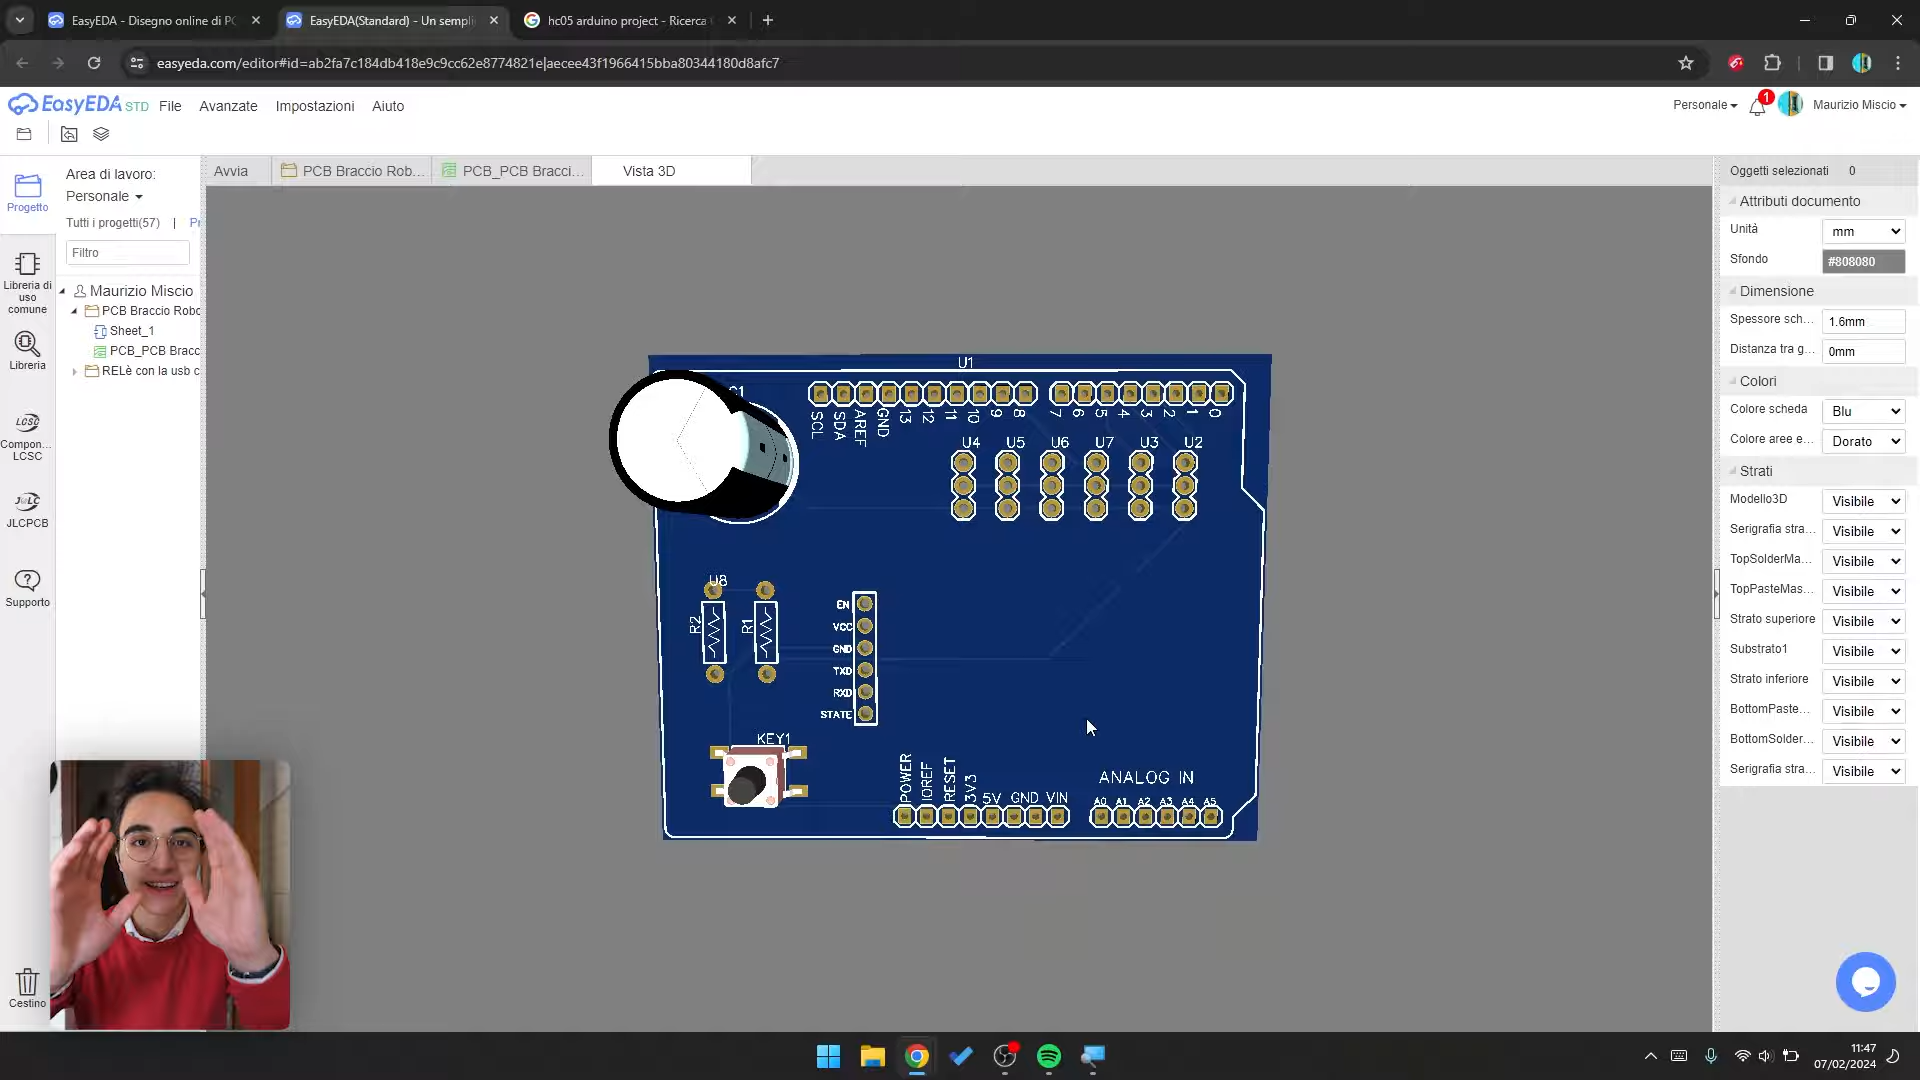 EasyEDA - Disegno online di PC
EasyEDA(Standard) - Un sempli
hc05 arduino project - Ricerca
easyeda.com/editor#id=ab2fa7c184db418e9c9cc62e8774821e|aecee43f1966415bba80344180d8afc7
EasyEDA STD File Avanzate Impostazioni Aiuto
Personale 1 Maurizio Miscio
Avvia PCB Braccio Rob... PCB_PCB Bracci... Vista 3D
Progetto
Libreria di uso comune
Libreria
LCSC
Compon... LCSC
JLCPCB
Supporto
Cestino
Area di lavoro:
Personale
Tutti i progetti(57) | Pr
Filtro
Maurizio Miscio
PCB Braccio Robo
Sheet_1
PCB_PCB Bracc
RELè con la usb c
U1
C1
SCL SDA AREF GND 13 12 11 10 9 8 7 6 5 4 3 2 1 0
U4 U5 U6 U7 U3 U2
U8
R2 R1
EN
VCC
GND
TXD
RXD
STATE
KEY1
POWER IOREF RESET 3V3 5V GND VIN
ANALOG IN
A0 A1 A2 A3 A4 A5
Oggetti selezionati 0
Attributi documento
Unità mm
Sfondo #808080
Dimensione
Spessore sch... 1.6mm
Distanza tra g... 0mm
Colori
Colore scheda Blu
Colore aree e... Dorato
Strati
Modello3D Visibile
Serigrafia stra... Visibile
TopSolderMa... Visibile
TopPasteMas... Visibile
Strato superiore Visibile
Substrato1 Visibile
Strato inferiore Visibile
BottomPaste... Visibile
BottomSolder... Visibile
Serigrafia stra... Visibile
11:47
07/02/2024